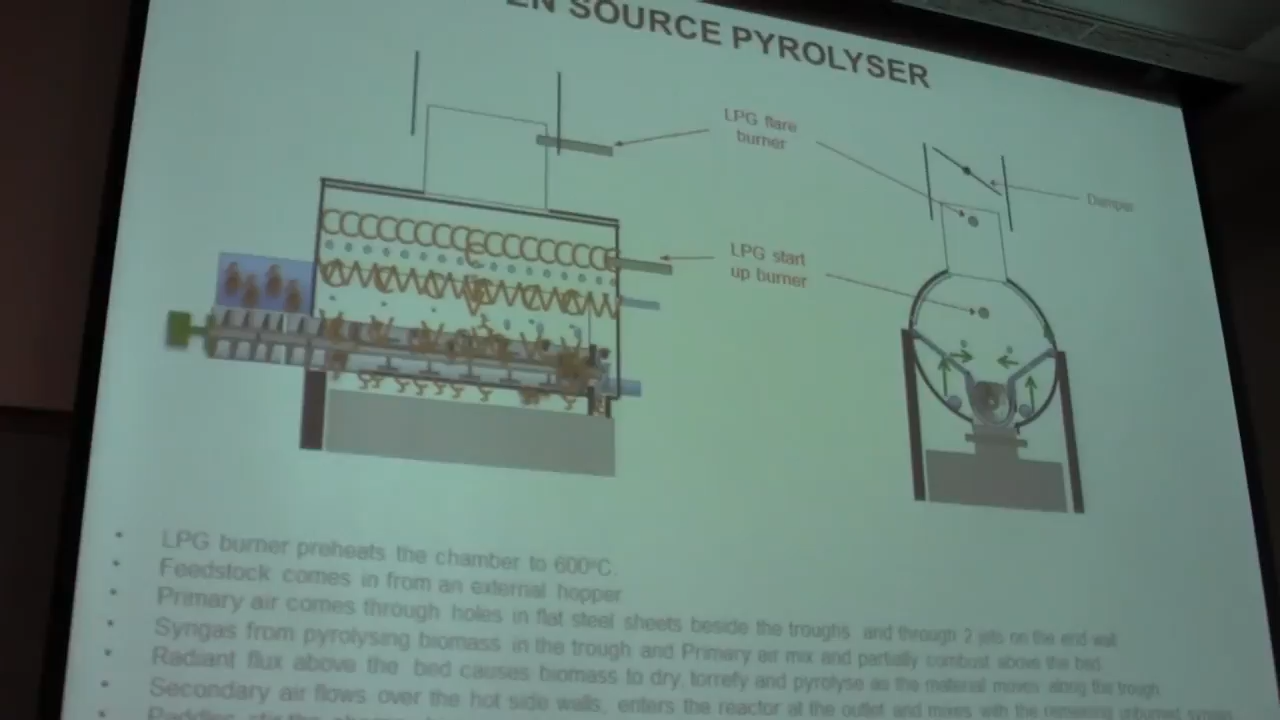 EN SOURCE PYROLYSER
LPG flare
burner
Damper
LPG start
up burner
• LPG burner preheats the chamber to 600ºC.
• Feedstock comes in from an external hopper
• Primary air comes through holes in flat steel sheets beside the troughs and through 2 jets on the end wall
• Syngas from pyrolysing biomass in the trough and Primary air mix and partially combust above the bed
• Radiant flux above the bed causes biomass to dry, torrefy and pyrolyse as the material moves along the trough
• Secondary air flows over the hot side walls, enters the reactor at the outlet and mixes with the remaining unburned